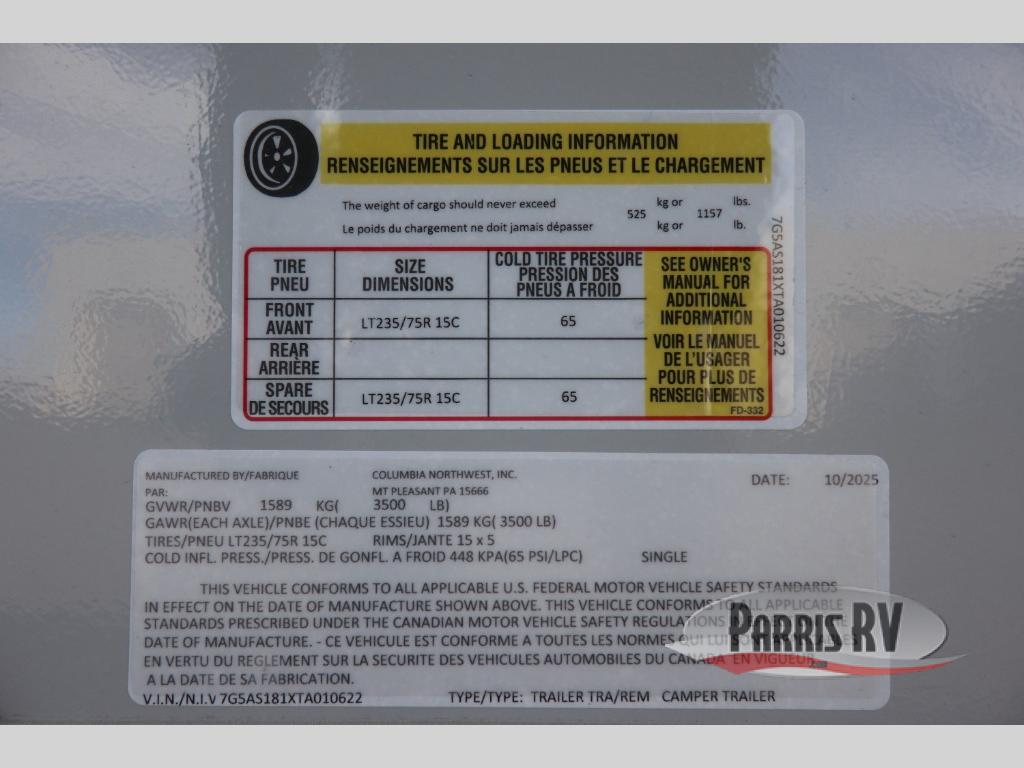 TIRE AND LOADING INFORMATION
RENSEIGNEMENTS SUR LES PNEUS ET LE CHARGEMENT
The weight of cargo should never exceed 525 kg or 1157 lbs.
Le poids du chargement ne doit jamais dépasser kg or lb.
TIRE PNEU
SIZE DIMENSIONS
COLD TIRE PRESSURE PRESSION DES PNEUS A FROID
SEE OWNER'S
MANUAL FOR
ADDITIONAL
INFORMATION
VOIR LE MANUEL
DE L'USAGER
POUR PLUS DE
RENSEIGNEMENTS
FD-332
FRONT AVANT LT235/75R 15C 65
REAR ARRIÈRE
SPARE DE SECOURS LT235/75R 15C 65
7G5AS181XTA010622
MANUFACTURED BY/FABRIQUE COLUMBIA NORTHWEST, INC. DATE: 10/2025
PAR: MT PLEASANT PA 15666
GVWR/PNBV 1589 KG( 3500 LB)
GAWR(EACH AXLE)/PNBE (CHAQUE ESSIEU) 1589 KG( 3500 LB)
TIRES/PNEU LT235/75R 15C RIMS/JANTE 15 x 5
COLD INFL. PRESS./PRESS. DE GONFL. A FROID 448 KPA(65 PSI/LPC) SINGLE
THIS VEHICLE CONFORMS TO ALL APPLICABLE U.S. FEDERAL MOTOR VEHICLE SAFETY STANDARDS
IN EFFECT ON THE DATE OF MANUFACTURE SHOWN ABOVE. THIS VEHICLE CONFORMS TO ALL APPLICABLE
STANDARDS PRESCRIBED UNDER THE CANADIAN MOTOR VEHICLE SAFETY REGULATIONS IN
DATE OF MANUFACTURE. - CE VEHICULE EST CONFORME A TOUTES LES NORMES QUI LUI
EN VERTU DU REGLEMENT SUR LA SECURITE DES VEHICULES AUTOMOBILES DU CANADA EN VIGUEUR
A LA DATE DE SA FABRICATION.
V.I.N./N.I.V 7G5AS181XTA010622 TYPE/TYPE: TRAILER TRA/REM CAMPER TRAILER
PARRIS RV
.com